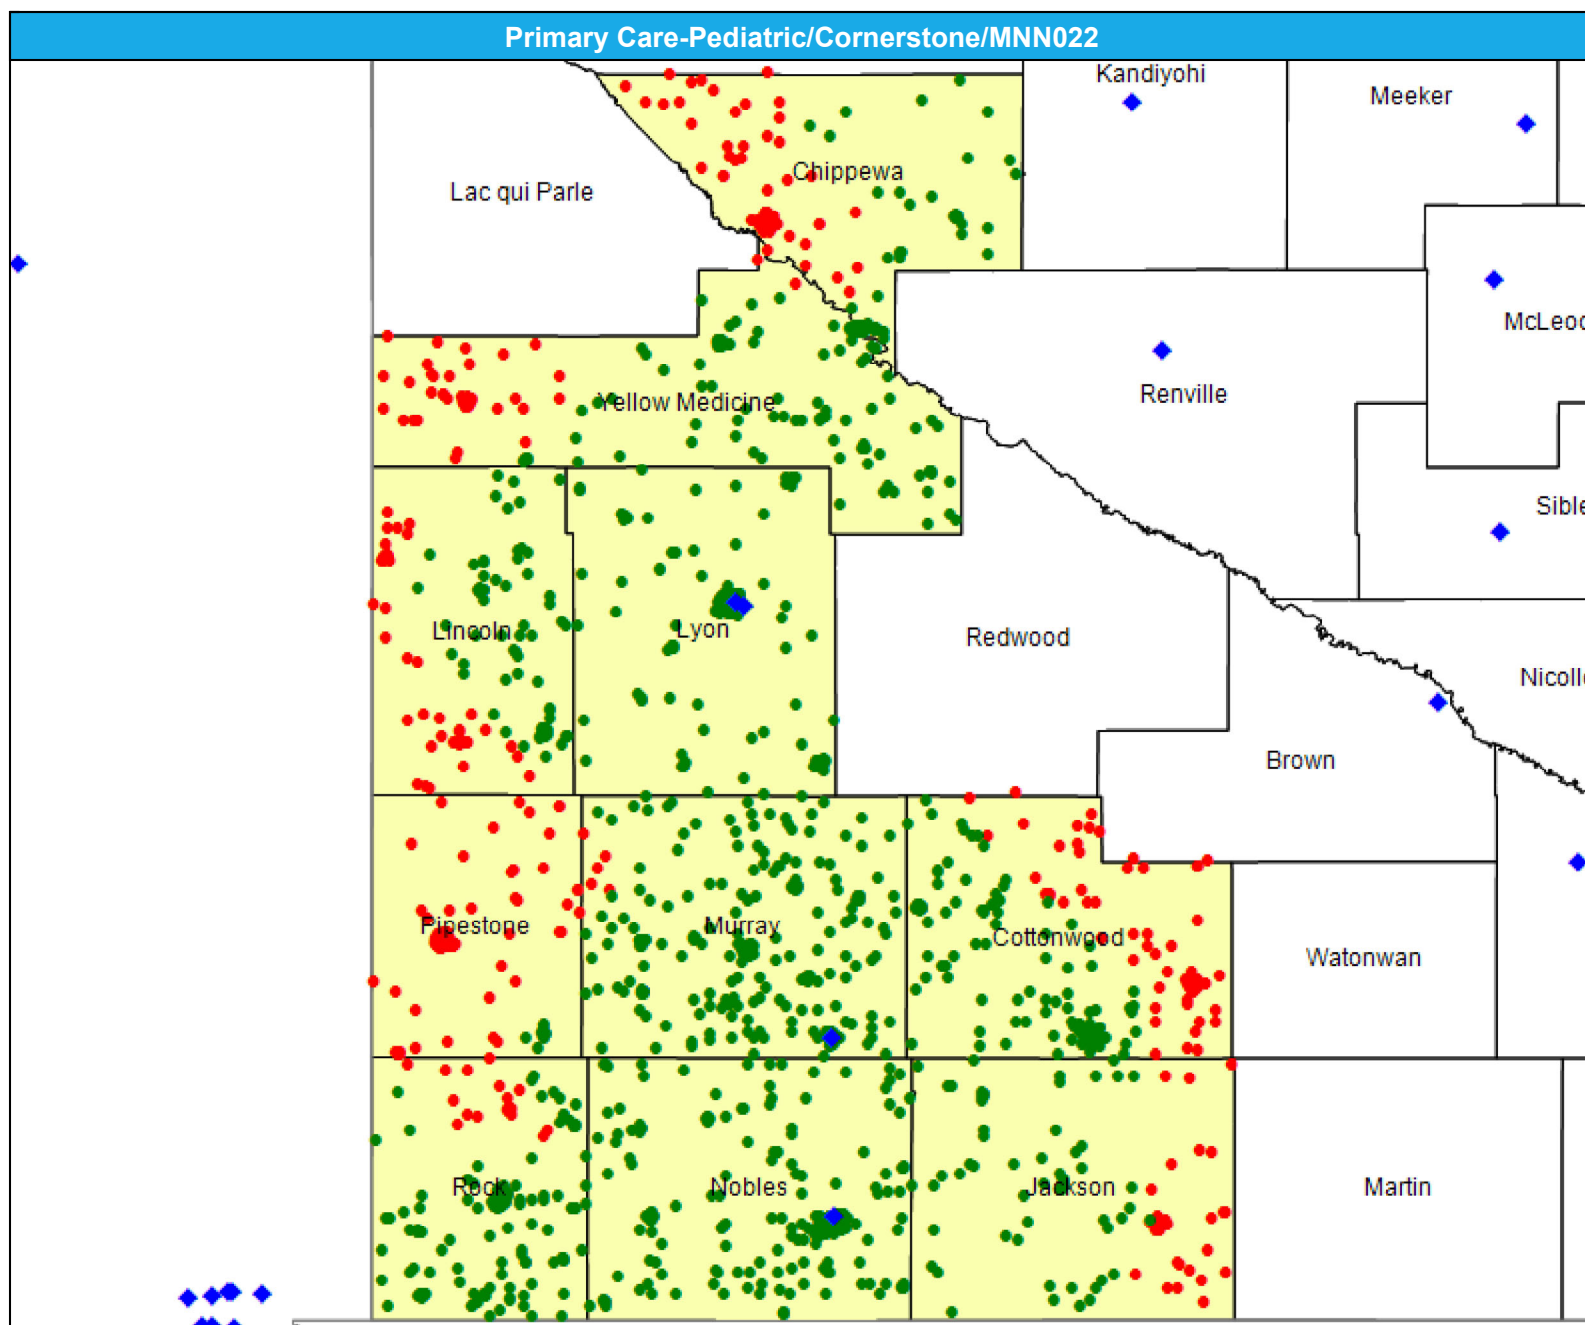 Primary Care-Pediatric/Cornerstone/MNN022
Kandiyohi
Meeker
Chippewa
Lac qui Parle
McLeod
Renville
Yellow Medicine
Sible
Lincoln
Lyon
Redwood
Nicolle
Brown
Pipestone
Murray
Cottonwood
Watonwan
Rock
Nobles
Jackson
Martin